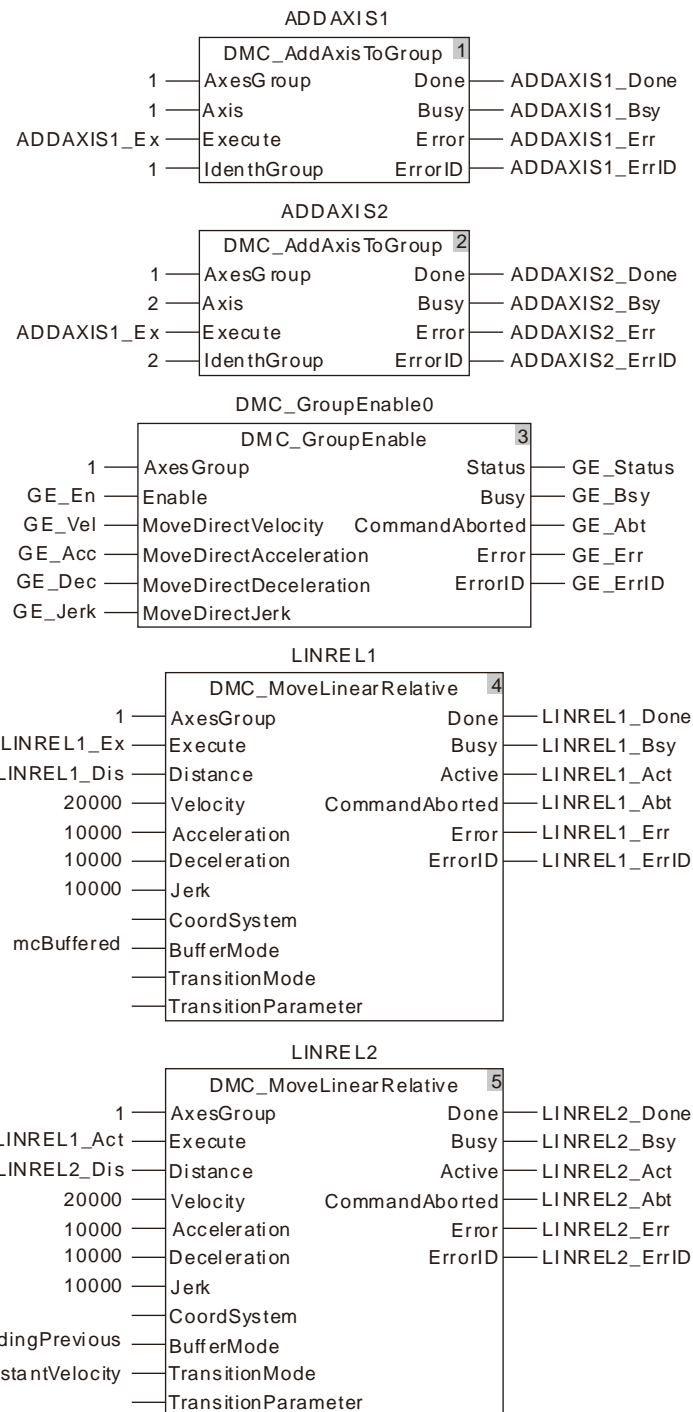 ADDAXIS1
DMC_AddAxisToGroup 1
1 AxesGroup Done ADDAXIS1_Done
1 Axis Busy ADDAXIS1_Bsy
ADDAXIS1_Ex Execute Error ADDAXIS1_Err
1 IdenthGroup ErrorID ADDAXIS1_ErrID
ADDAXIS2
DMC_AddAxisToGroup 2
1 AxesGroup Done ADDAXIS2_Done
2 Axis Busy ADDAXIS2_Bsy
ADDAXIS1_Ex Execute Error ADDAXIS2_Err
2 IdenthGroup ErrorID ADDAXIS2_ErrID
DMC_GroupEnable0
DMC_GroupEnable 3
1 AxesGroup Status GE_Status
GE_En Enable Busy GE_Bsy
GE_Vel MoveDirectVelocity CommandAborted GE_Abt
GE_Acc MoveDirectAcceleration Error GE_Err
GE_Dec MoveDirectDeceleration ErrorID GE_ErrID
GE_Jerk MoveDirectJerk
LINREL1
DMC_MoveLinearRelative 4
1 AxesGroup Done LINREL1_Done
LINREL1_Ex Execute Busy LINREL1_Bsy
LINREL1_Dis Distance Active LINREL1_Act
20000 Velocity CommandAborted LINREL1_Abt
10000 Acceleration Error LINREL1_Err
10000 Deceleration ErrorID LINREL1_ErrID
10000 Jerk
CoordSystem
mcBuffered BufferMode
TransitionMode
TransitionParameter
LINREL2
DMC_MoveLinearRelative 5
1 AxesGroup Done LINREL2_Done
LINREL1_Act Execute Busy LINREL2_Bsy
LINREL2_Dis Distance Active LINREL2_Act
20000 Velocity CommandAborted LINREL2_Abt
10000 Acceleration Error LINREL2_Err
10000 Deceleration ErrorID LINREL2_ErrID
10000 Jerk
CoordSystem
dingPrevious BufferMode
stantVelocity TransitionMode
TransitionParameter